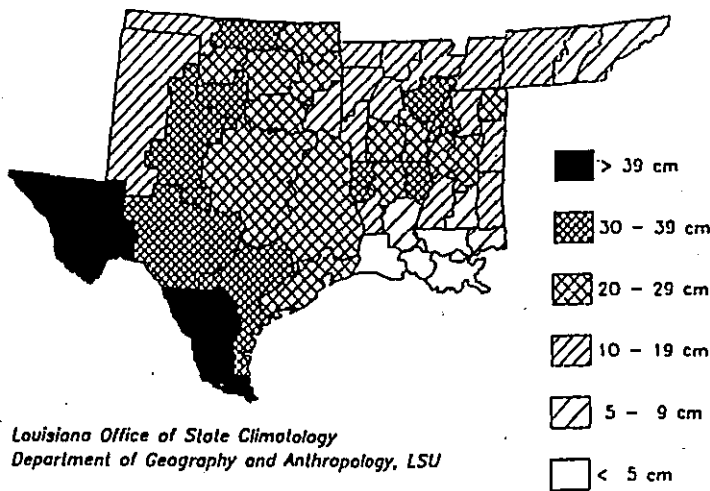 > 39 cm
30 - 39 cm
20 - 29 cm
10 - 19 cm
5 - 9 cm
< 5 cm
Louisiana Office of State Climatology
Department of Geography and Anthropology, LSU